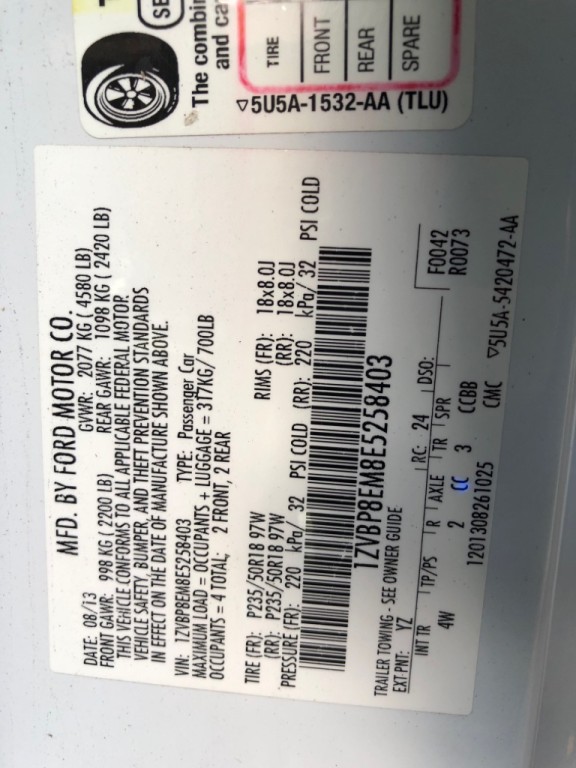 SE
The combin
and ca
TIRE
FRONT
REAR
SPARE
▽5U5A-1532-AA (TLU)
MFD. BY FORD MOTOR CO.
DATE: 08/13 GVWR: 2077 KG ( 4580 LB)
FRONT GAWR: 998 KG ( 2200 LB) REAR GAWR: 1098 KG ( 2420 LB)
THIS VEHICLE CONFORMS TO ALL APPLICABLE FEDERAL MOTOR
VEHICLE SAFETY, BUMPER, AND THEFT PREVENTION STANDARDS
IN EFFECT ON THE DATE OF MANUFACTURE SHOWN ABOVE.
VIN: 1ZVBP8EM8E5258403 TYPE: Passenger Car
MAXIMUM LOAD = OCCUPANTS + LUGGAGE = 317KG/700LB
OCCUPANTS = 4 TOTAL; 2 FRONT, 2 REAR
TIRE (FR): P235/50R18 97W RIMS (FR): 18x8.0J
(RR): P235/50R18 97W (RR): 18x8.0J
PRESSURE (FR): 220 kPa/ 32 PSI COLD (RR): 220 kPa/ 32 PSI COLD
1ZVBP8EM8E5258403
TRAILER TOWING - SEE OWNER GUIDE
EXT PNT: YZ RC: 24 DSO: F0042
INT TR TP/PS R AXLE TR SPR R0073
4W 2 CC 3 CCBB
1201308261025 CMC ▽5U5A-5420472-AA